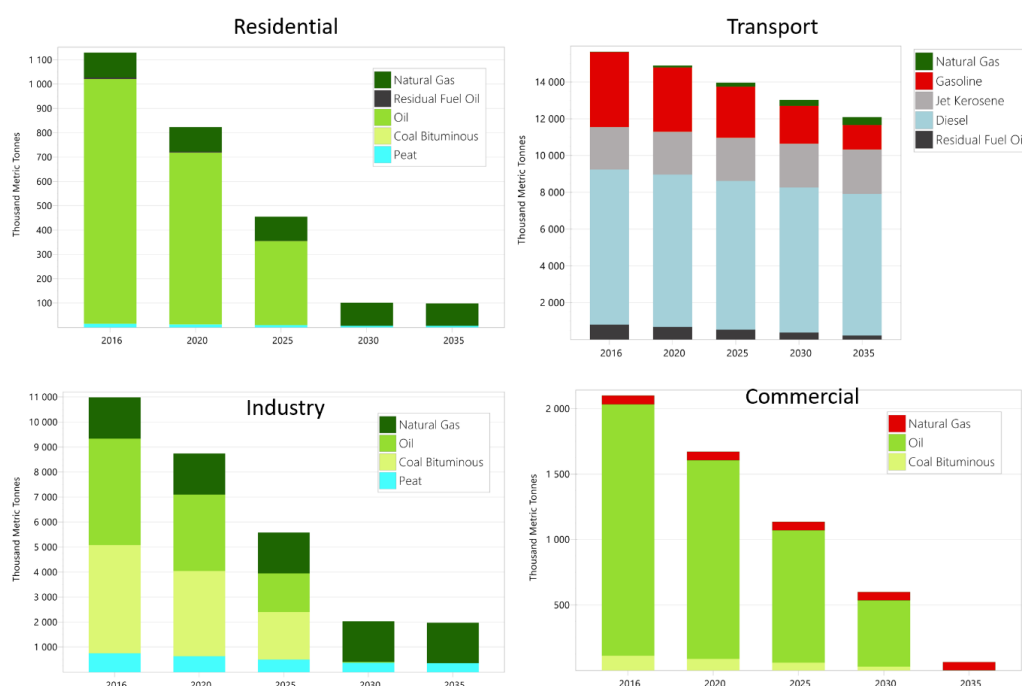 Residential
Thousand Metric Tonnes
1 100
1 000
900
800
700
600
500
400
300
200
100
2016 2020 2025 2030 2035
Natural Gas
Residual Fuel Oil
Oil
Coal Bituminous
Peat
Transport
Thousand Metric Tonnes
14 000
12 000
10 000
8 000
6 000
4 000
2 000
2016 2020 2025 2030 2035
Natural Gas
Gasoline
Jet Kerosene
Diesel
Residual Fuel Oi
Industry
Thousand Metric Tonnes
11 000
10 000
9 000
8 000
7 000
6 000
5 000
4 000
3 000
2 000
1 000
2016 2020 2025 2030 2035
Natural Gas
Oil
Coal Bituminous
Peat
Commercial
Thousand Metric Tonnes
2 000
1 500
1 000
500
2016 2020 2025 2030 2035
Natural Gas
Oil
Coal Bituminous